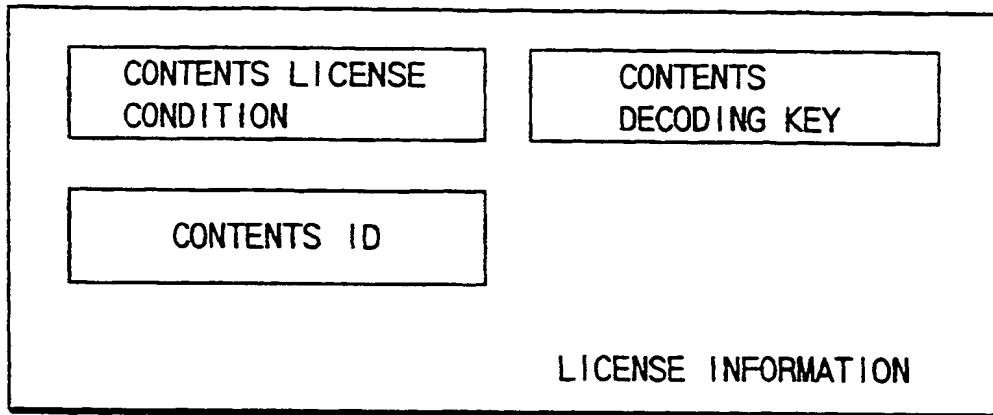 CONTENTS LICENSE
CONDITION
CONTENTS
DECODING KEY
CONTENTS ID
LICENSE INFORMATION